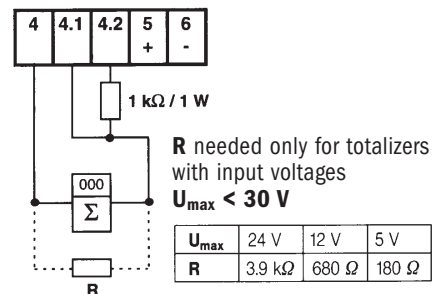 4 4.1 4.2 5 6
+ -
1 kΩ / 1 W
R needed only for totalizers
with input voltages
Umax < 30 V
000
Σ
Umax 24 V 12 V 5 V
R 3.9 kΩ 680 Ω 180 Ω
R